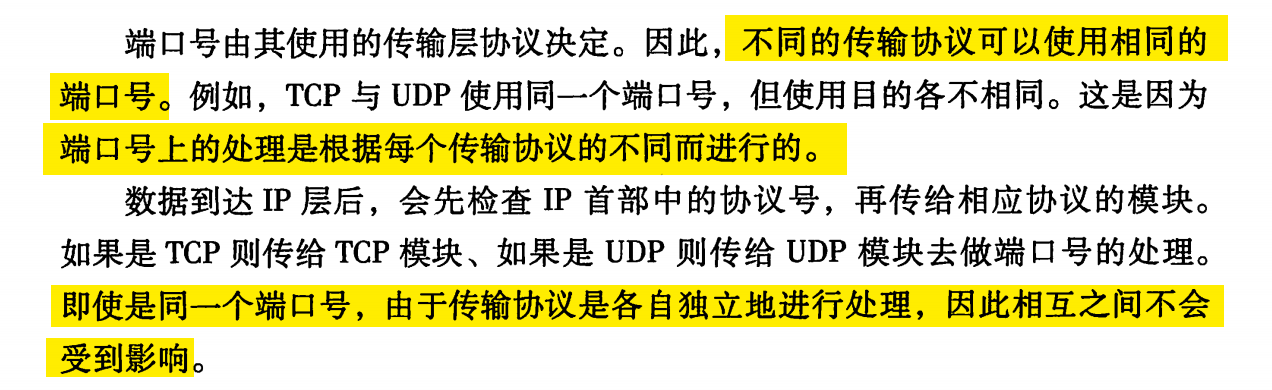 端口号由其使用的传输层协议决定。因此，不同的传输协议可以使用相同的
端口号。例如，TCP 与 UDP 使用同一个端口号，但使用目的各不相同。这是因为
端口号上的处理是根据每个传输协议的不同而进行的。
数据到达 IP 层后，会先检查 IP 首部中的协议号，再传给相应协议的模块。
如果是 TCP 则传给 TCP 模块、如果是 UDP 则传给 UDP 模块去做端口号的处理。
即使是同一个端口号，由于传输协议是各自独立地进行处理，因此相互之间不会
受到影响。